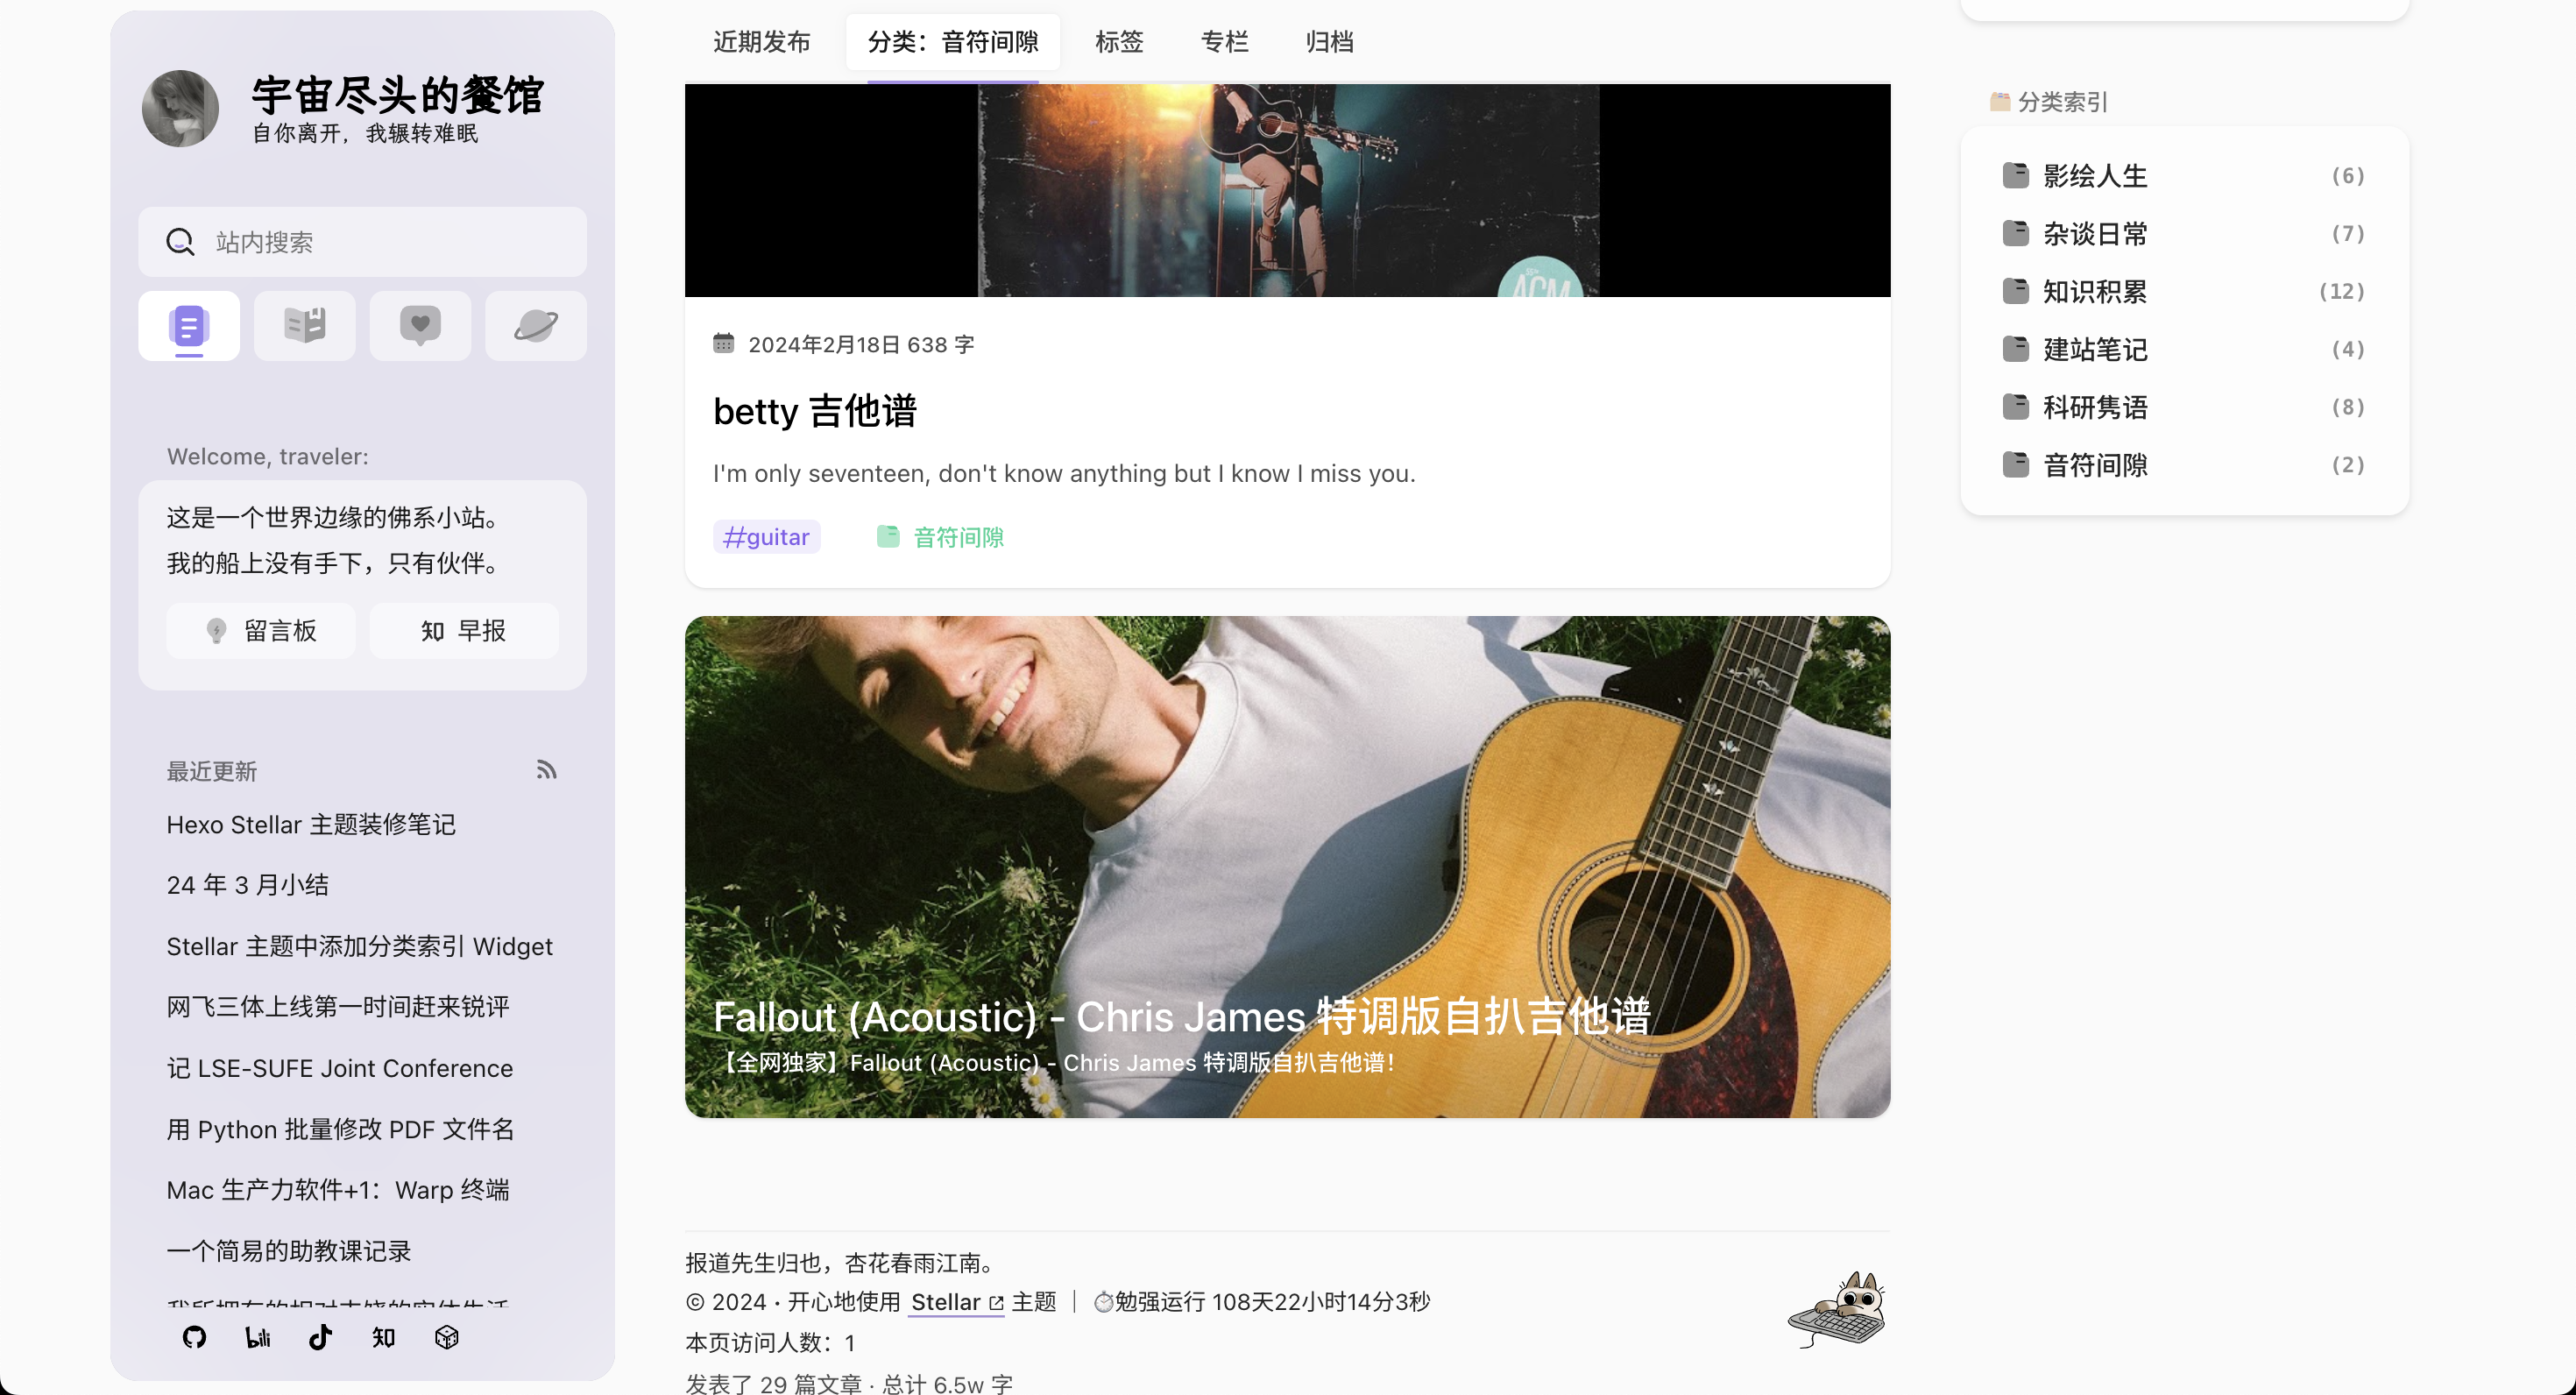 宇宙尽头的餐馆
自你离开，我辗转难眠
站内搜索
Welcome, traveler:
这是一个世界边缘的佛系小站。
我的船上没有手下，只有伙伴。
留言板
知 早报
最近更新
Hexo Stellar 主题装修笔记
24 年 3 月小结
Stellar 主题中添加分类索引 Widget
网飞三体上线第一时间赶来锐评
记 LSE-SUFE Joint Conference
用 Python 批量修改 PDF 文件名
Mac 生产力软件+1：Warp 终端
一个简易的助教课记录
bili 知
近期发布 分类：音符间隙 标签 专栏 归档
55th
ACM
2024年2月18日 638 字
betty 吉他谱
I'm only seventeen, don't know anything but I know I miss you.
#guitar 音符间隙
Fallout (Acoustic) - Chris James 特调版自扒吉他谱
【全网独家】Fallout (Acoustic) - Chris James 特调版自扒吉他谱！
报道先生归也，杏花春雨江南。
© 2024 · 开心地使用 Stellar 主题 ｜ ⏱️勉强运行 108天22小时14分3秒
本页访问人数：1
发表了 29 篇文章 · 总计 6.5w 字
分类索引
影绘人生 (6)
杂谈日常 (7)
知识积累 (12)
建站笔记 (4)
科研隽语 (8)
音符间隙 (2)